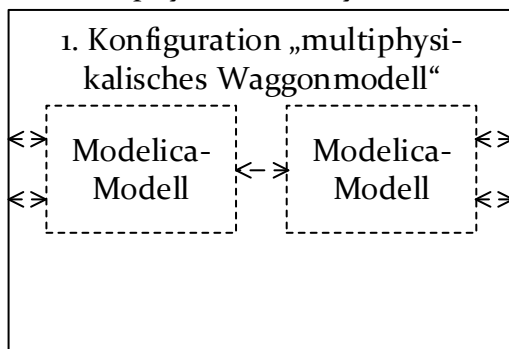 1. Konfiguration „multiphysi-
kalisches Waggonmodell“
Modelica-
Modell
Modelica-
Modell